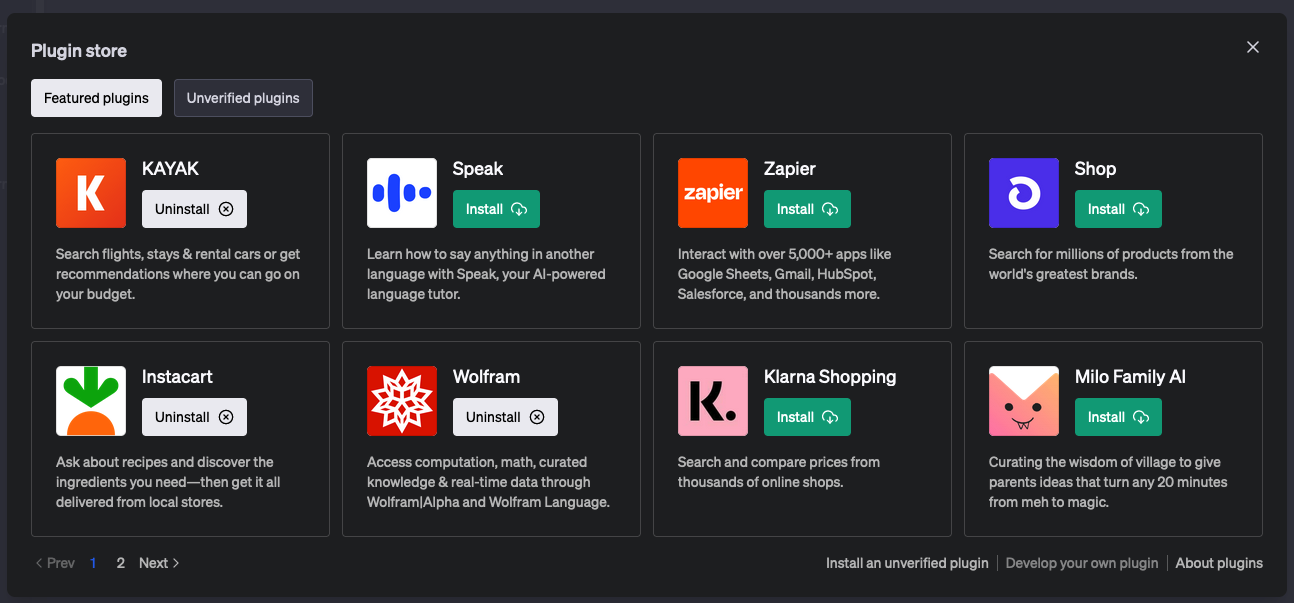 Plugin store
Featured plugins
Unverified plugins
K
KAYAK
Uninstall
Search flights, stays & rental cars or get
recommendations where you can go on
your budget.
Speak
Install
Learn how to say anything in another
language with Speak, your AI-powered
language tutor.
zapier
Zapier
Install
Interact with over 5,000+ apps like
Google Sheets, Gmail, HubSpot,
Salesforce, and thousands more.
Shop
Install
Search for millions of products from the
world's greatest brands.
Instacart
Uninstall
Ask about recipes and discover the
ingredients you need—then get it all
delivered from local stores.
Wolfram
Uninstall
Access computation, math, curated
knowledge & real-time data through
Wolfram|Alpha and Wolfram Language.
K.
Klarna Shopping
Install
Search and compare prices from
thousands of online shops.
Milo Family AI
Install
Curating the wisdom of village to give
parents ideas that turn any 20 minutes
from meh to magic.
Prev 1 2 Next
Install an unverified plugin | Develop your own plugin | About plugins